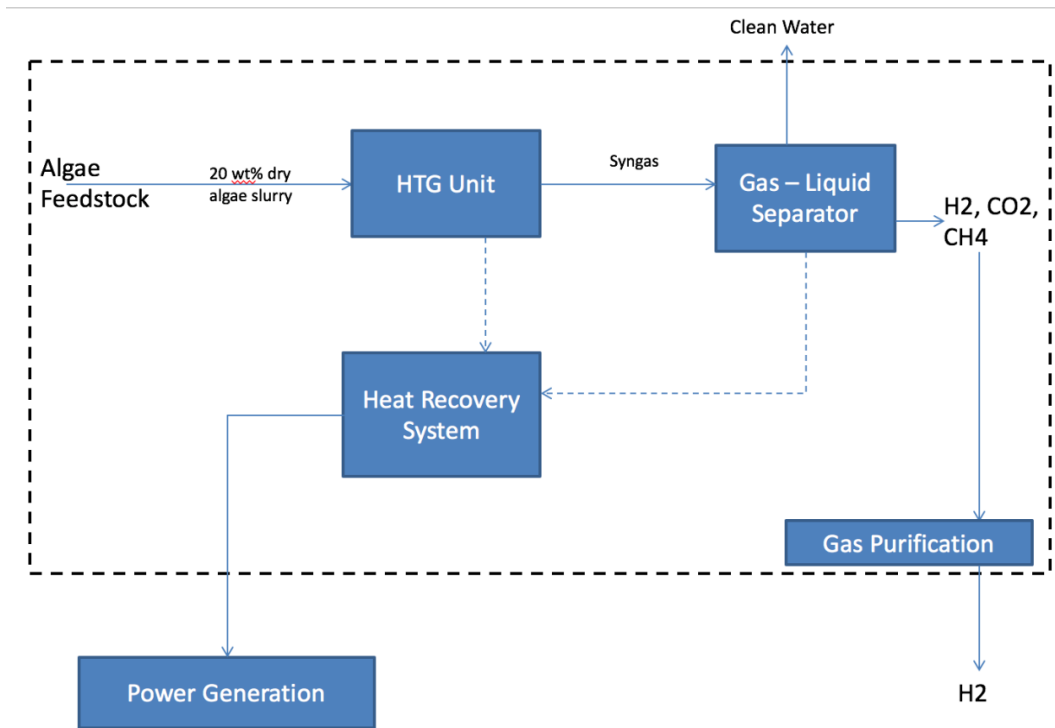 Clean Water
Algae
Feedstock
20 wt% dry
algae slurry
HTG Unit
Syngas
Gas – Liquid
Separator
H2, CO2,
CH4
Heat Recovery
System
Gas Purification
Power Generation
H2